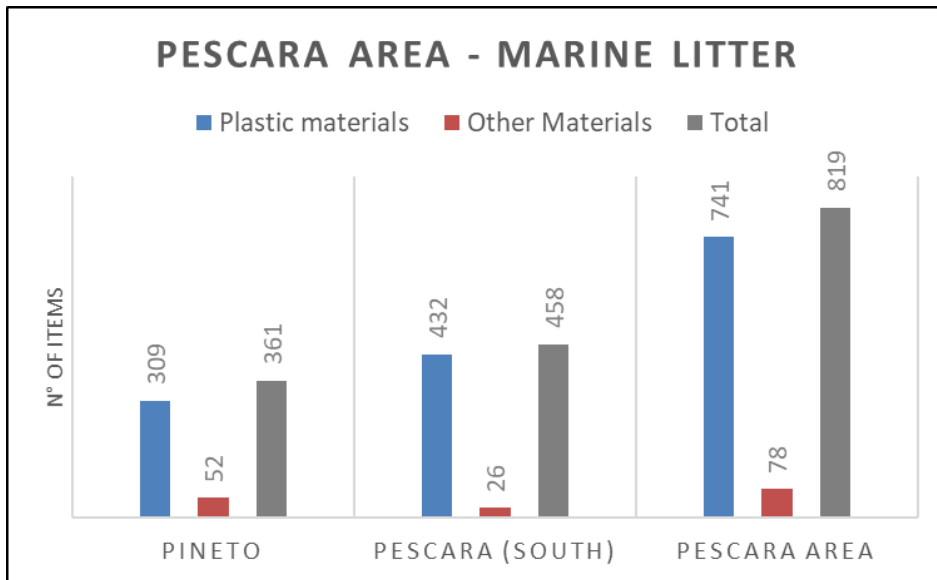 PESCARA AREA - MARINE LITTER
Plastic materials Other Materials Total
N° OF ITEMS
309
52
361
432
26
458
741
78
819
PINETO
PESCARA (SOUTH)
PESCARA AREA